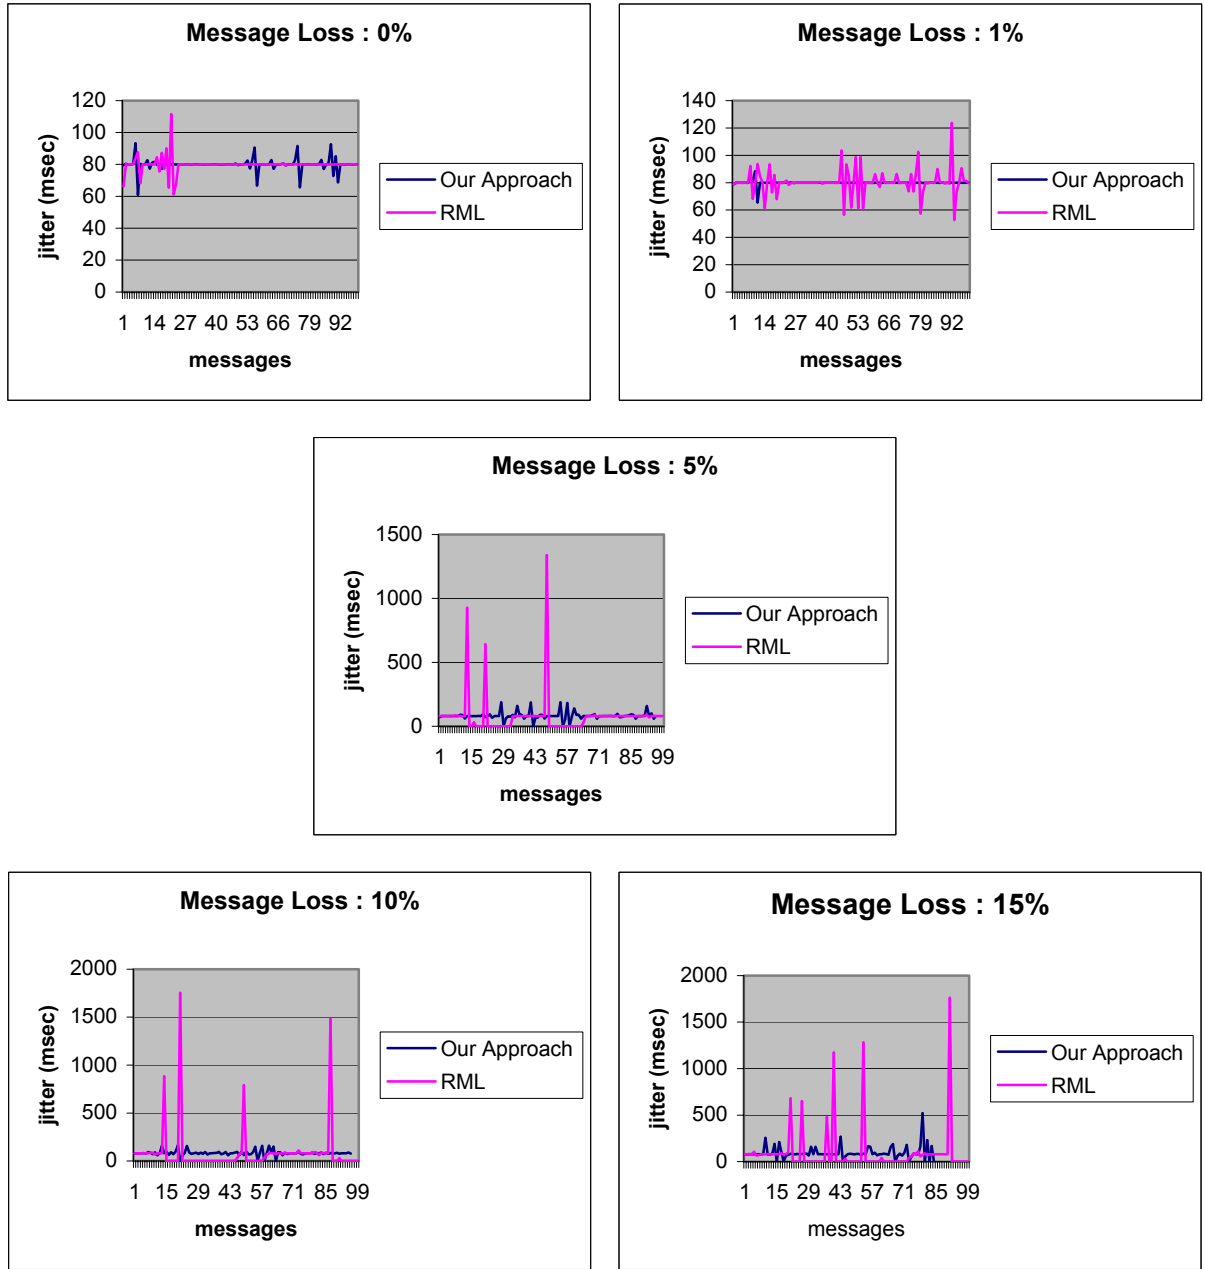 Message Loss : 0%
120
100
80
60
40
20
0
jitter (msec)
1 14 27 40 53 66 79 92
messages
Our Approach
RML
Message Loss : 1%
140
120
100
80
60
40
20
0
jitter (msec)
1 14 27 40 53 66 79 92
messages
Our Approach
RML
Message Loss : 5%
1500
1000
500
0
jitter (msec)
1 15 29 43 57 71 85 99
messages
Our Approach
RML
Message Loss : 10%
2000
1500
1000
500
0
jitter (msec)
1 15 29 43 57 71 85 99
messages
Our Approach
RML
Message Loss : 15%
2000
1500
1000
500
0
jitter (msec)
1 15 29 43 57 71 85 99
messages
Our Approach
RML